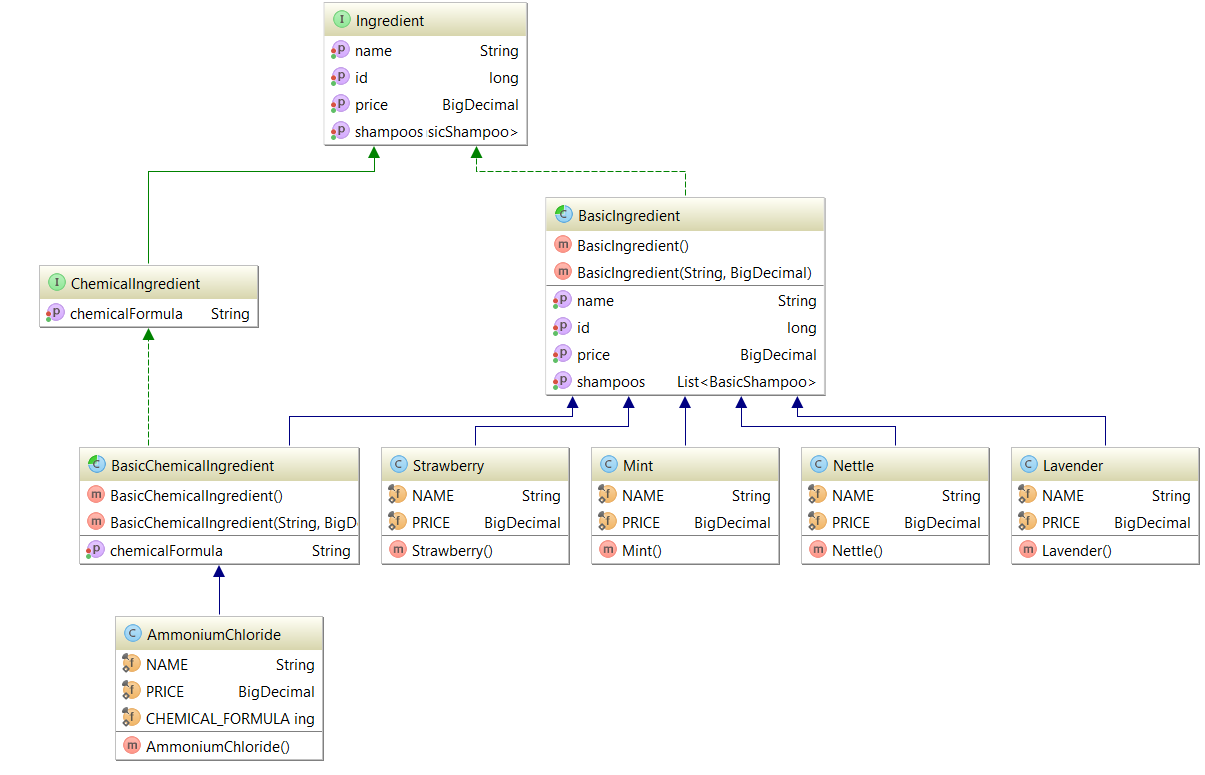 I Ingredient
p name String
p id long
p price BigDecimal
p shampoos sicShampoo>
C BasicIngredient
m BasicIngredient()
m BasicIngredient(String, BigDecimal)
p name String
p id long
p price BigDecimal
p shampoos List<BasicShampoo>
I ChemicalIngredient
p chemicalFormula String
C BasicChemicalIngredient
m BasicChemicalIngredient()
m BasicChemicalIngredient(String, BigD
p chemicalFormula String
C Strawberry
f NAME String
f PRICE BigDecimal
m Strawberry()
C Mint
f NAME String
f PRICE BigDecimal
m Mint()
C Nettle
f NAME String
f PRICE BigDecimal
m Nettle()
C Lavender
f NAME String
f PRICE BigDecimal
m Lavender()
C AmmoniumChloride
f NAME String
f PRICE BigDecimal
f CHEMICAL_FORMULA ing
m AmmoniumChloride()